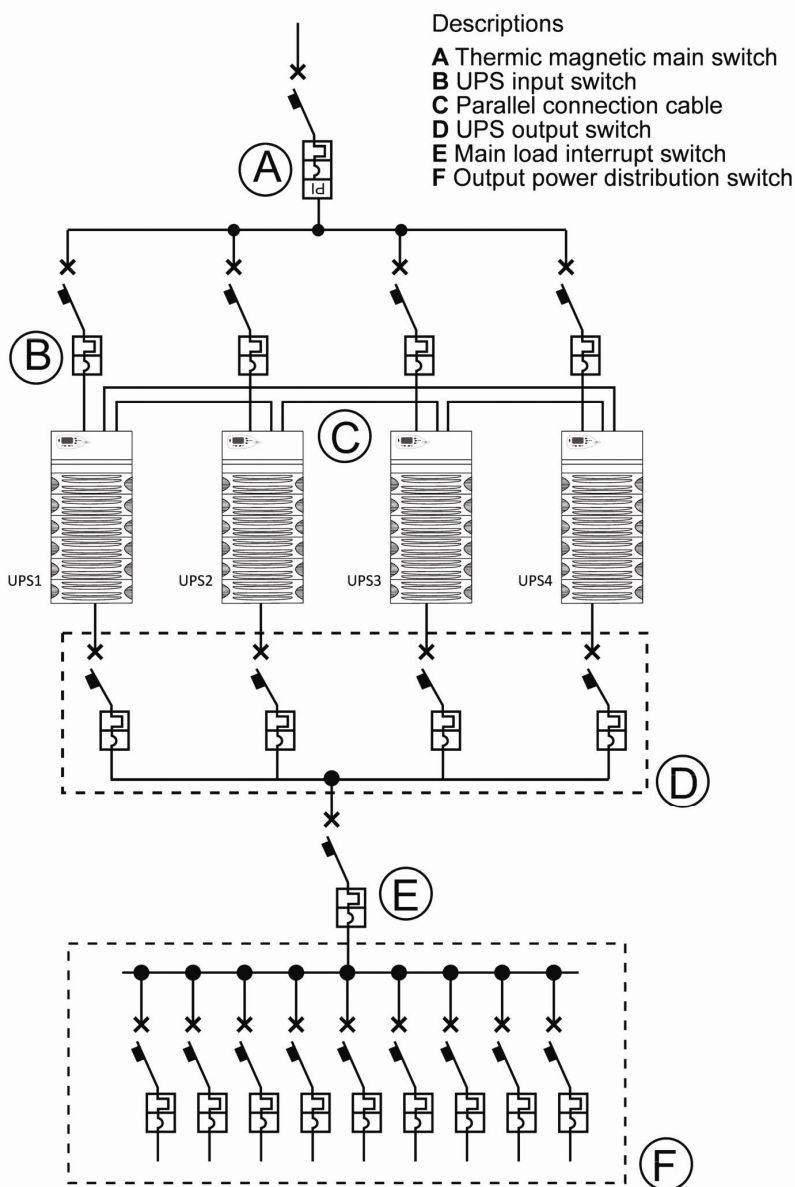 Descriptions
A Thermic magnetic main switch
B UPS input switch
C Parallel connection cable
D UPS output switch
E Main load interrupt switch
F Output power distribution switch
A
Id
B
C
UPS1
UPS2
UPS3
UPS4
D
E
F